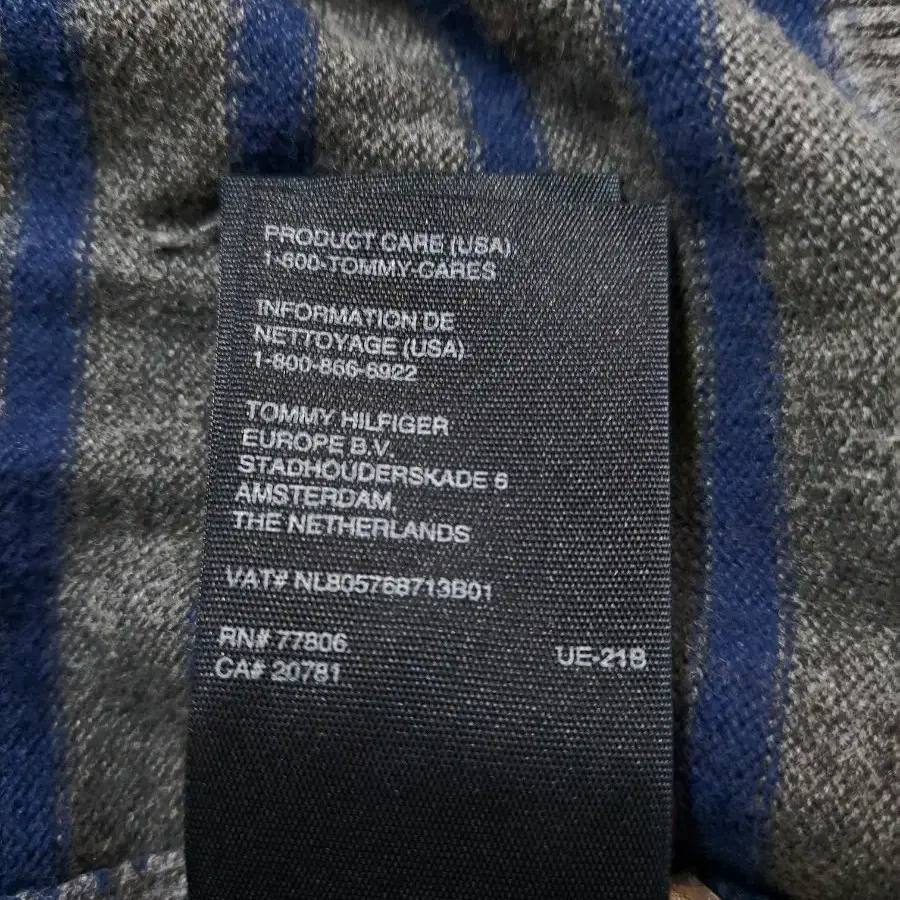 PRODUCT CARE (USA)
1-800-TOMMY-CARES
INFORMATION DE
NETTOYAGE (USA)
1-800-866-6922
TOMMY HILFIGER
EUROPE B.V.
STADHOUDERSKADE 6
AMSTERDAM,
THE NETHERLANDS
VAT# NL805768713B01
RN# 77806
CA# 20781
UE-21B